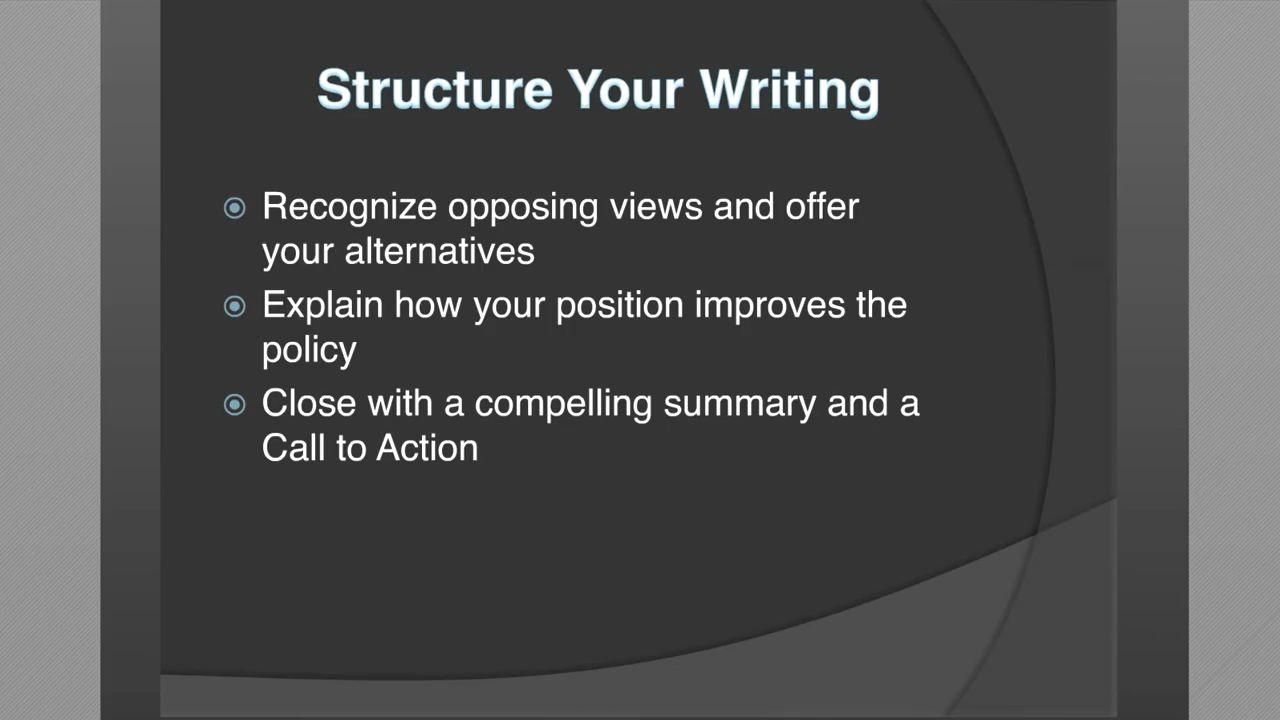 Structure Your Writing
Recognize opposing views and offer
your alternatives
Explain how your position improves the
policy
Close with a compelling summary and a
Call to Action